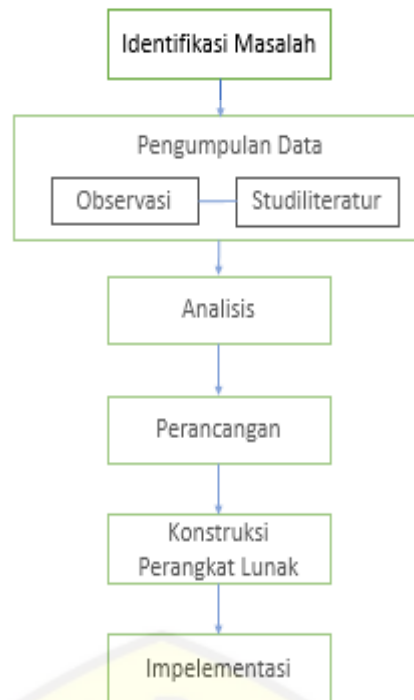 Identifikasi Masalah
Pengumpulan Data
Observasi
Studiliteratur
Analisis
Perancangan
Konstruksi
Perangkat Lunak
Impelementasi